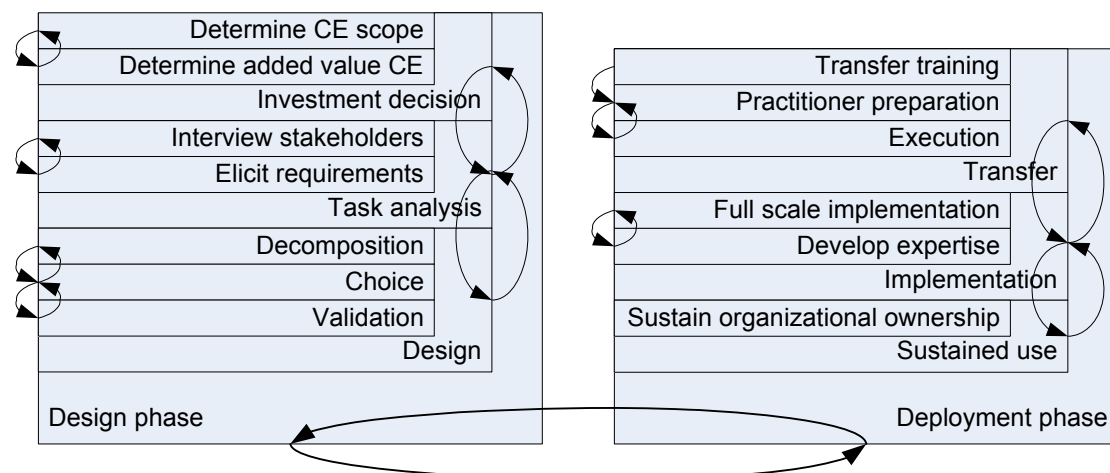 Determine CE scope
Determine added value CE
Investment decision
Interview stakeholders
Elicit requirements
Task analysis
Decomposition
Choice
Validation
Design
Design phase
Transfer training
Practitioner preparation
Execution
Transfer
Full scale implementation
Develop expertise
Implementation
Sustain organizational ownership
Sustained use
Deployment phase